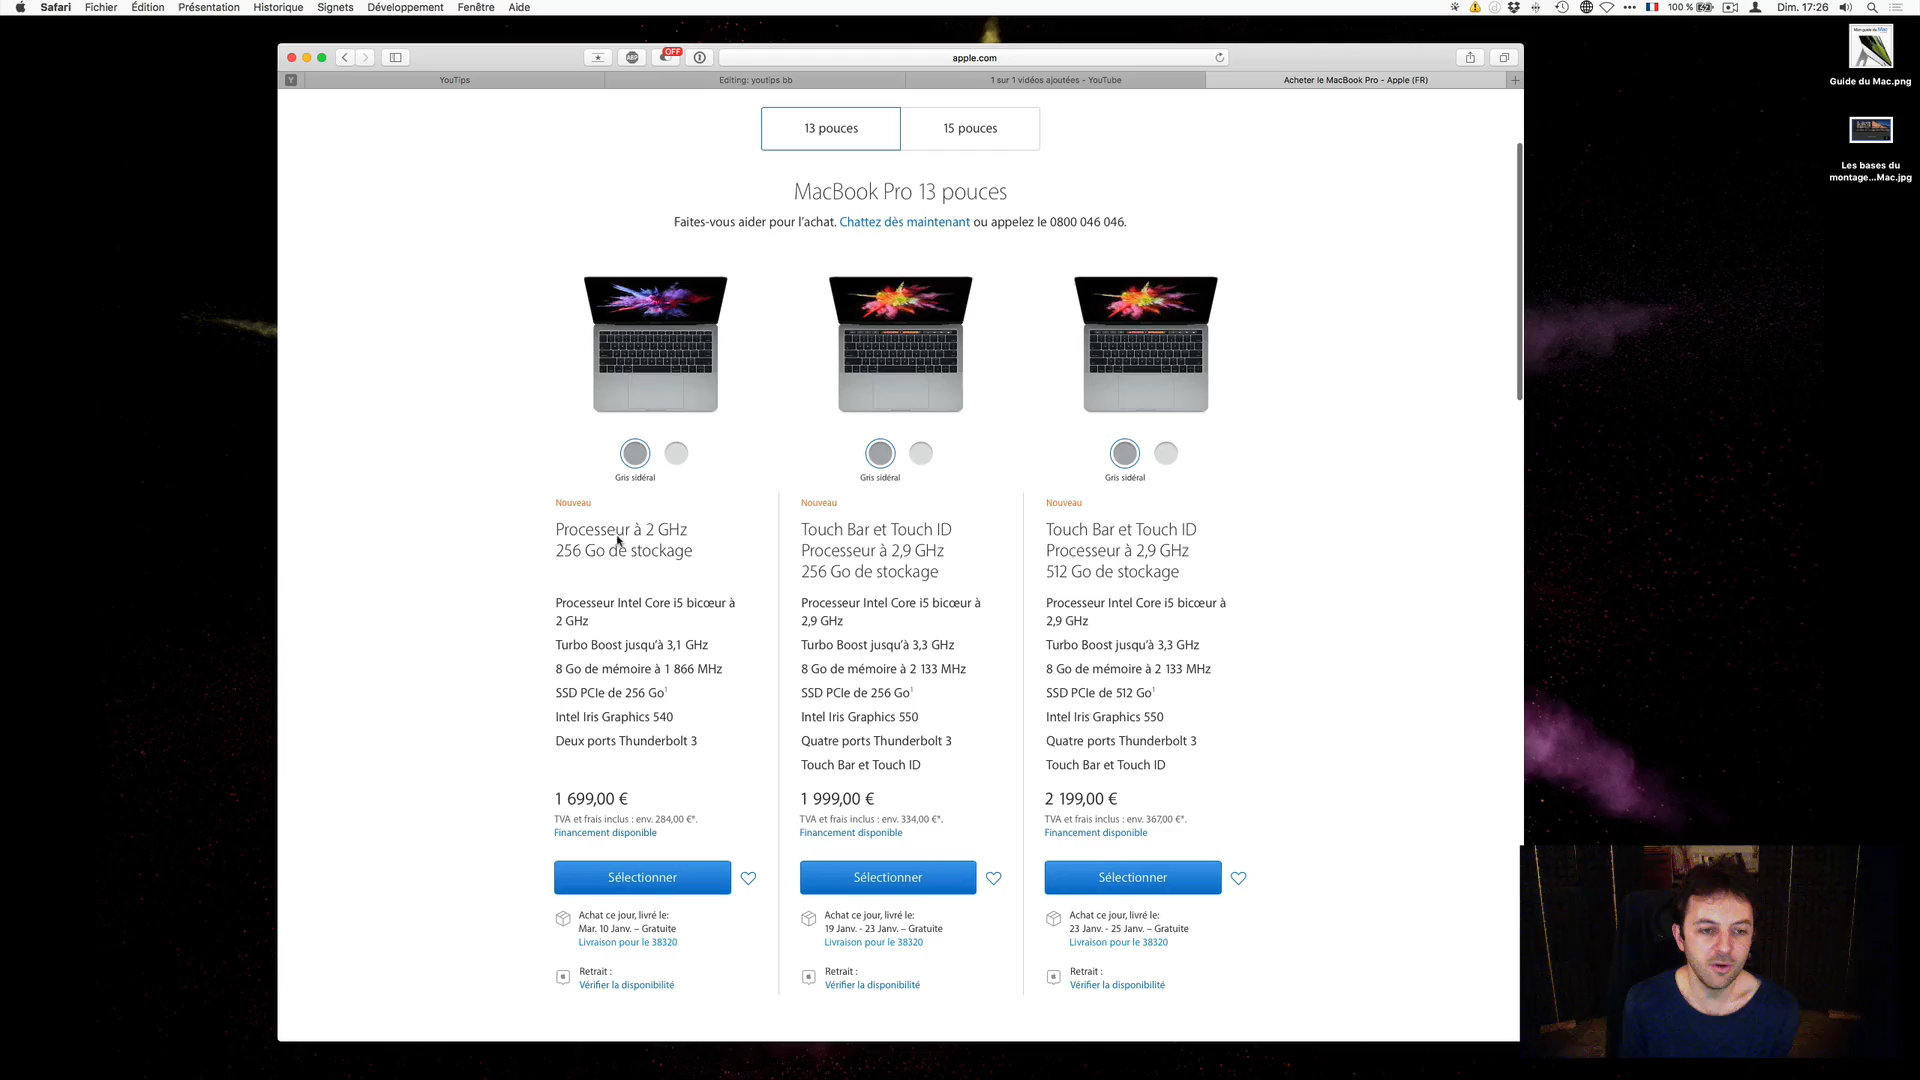 Safari Fichier Édition Présentation Historique Signets Développement Fenêtre Aide
100 % Dim. 17:26
OFF
apple.com
Y YouTips Editing: youtips bb 1 sur 1 vidéos ajoutées - YouTube Acheter le MacBook Pro - Apple (FR)
Guide du Mac.png
Les bases du
montage...Mac.jpg
13 pouces 15 pouces
MacBook Pro 13 pouces
Faites-vous aider pour l’achat. Chattez dès maintenant ou appelez le 0800 046 046.
Gris sidéral
Nouveau
Processeur à 2 GHz
256 Go de stockage
Processeur Intel Core i5 bicœur à
2 GHz
Turbo Boost jusqu’à 3,1 GHz
8 Go de mémoire à 1 866 MHz
SSD PCIe de 256 Go¹
Intel Iris Graphics 540
Deux ports Thunderbolt 3
1 699,00 €
TVA et frais inclus : env. 284,00 €*.
Financement disponible
Sélectionner
Achat ce jour, livré le:
Mar. 10 Janv. – Gratuite
Livraison pour le 38320
Retrait :
Vérifier la disponibilité
Gris sidéral
Nouveau
Touch Bar et Touch ID
Processeur à 2,9 GHz
256 Go de stockage
Processeur Intel Core i5 bicœur à
2,9 GHz
Turbo Boost jusqu’à 3,3 GHz
8 Go de mémoire à 2 133 MHz
SSD PCIe de 256 Go¹
Intel Iris Graphics 550
Quatre ports Thunderbolt 3
Touch Bar et Touch ID
1 999,00 €
TVA et frais inclus : env. 334,00 €*.
Financement disponible
Sélectionner
Achat ce jour, livré le:
19 Janv. - 23 Janv. – Gratuite
Livraison pour le 38320
Retrait :
Vérifier la disponibilité
Gris sidéral
Nouveau
Touch Bar et Touch ID
Processeur à 2,9 GHz
512 Go de stockage
Processeur Intel Core i5 bicœur à
2,9 GHz
Turbo Boost jusqu’à 3,3 GHz
8 Go de mémoire à 2 133 MHz
SSD PCIe de 512 Go¹
Intel Iris Graphics 550
Quatre ports Thunderbolt 3
Touch Bar et Touch ID
2 199,00 €
TVA et frais inclus : env. 367,00 €*.
Financement disponible
Sélectionner
Achat ce jour, livré le:
23 Janv. - 25 Janv. – Gratuite
Livraison pour le 38320
Retrait :
Vérifier la disponibilité